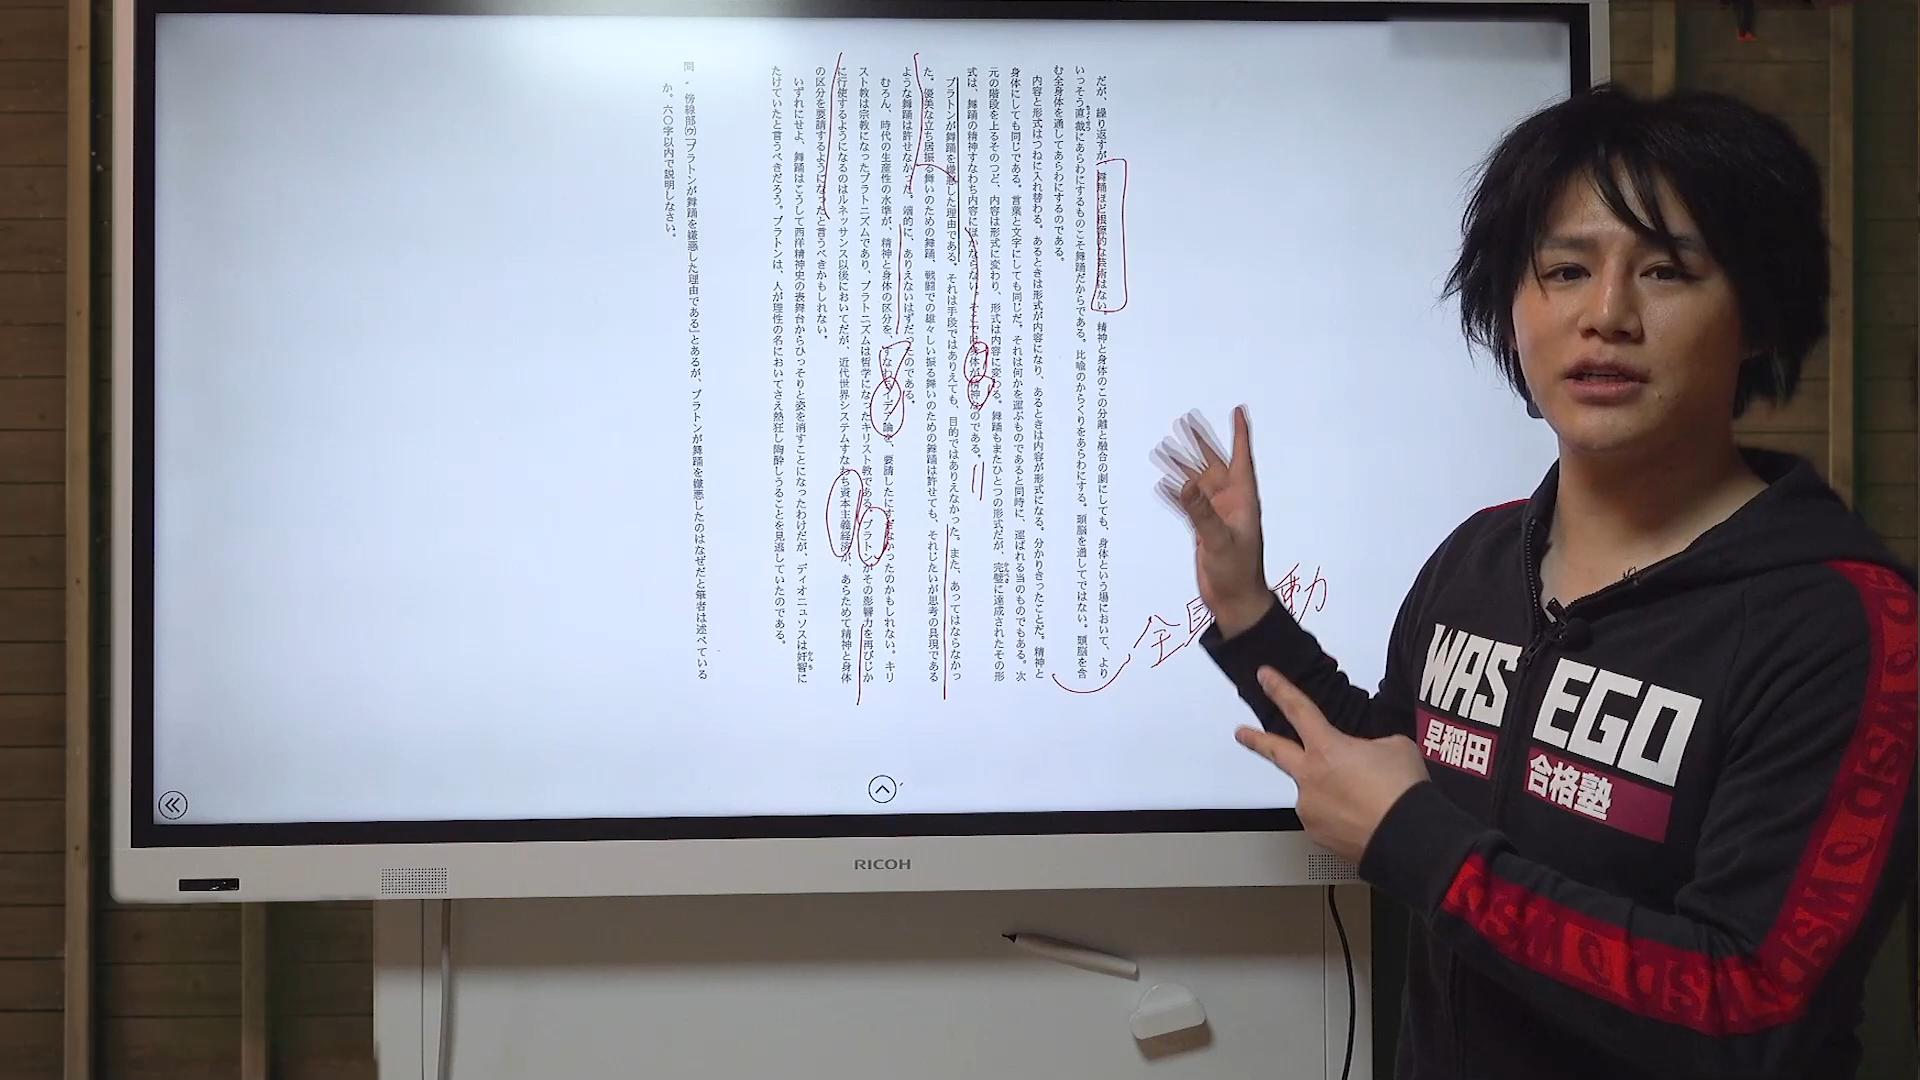 だが、繰り返すが、舞踊ほど根源的な芸術はない。精神と身体のこの分離と融合の劇にしても、身体という場において、より
いっそう直裁にあらわにするものこそ舞踊だからである。比喩のからくりをあらわにする。頭脳を通してではない。頭脳を含
む全身体を通してあらわにするのである。
内容と形式はつねに入れ替わる。あるときは形式が内容になり、あるときは内容が形式になる。分かりきったことだ。精神と
身体にしても同じである。言葉と文字にしても同じだ。それは何かを運ぶものであると同時に、運ばれる当のものでもある。次
元の階段を上るそのつど、内容は形式に変わり、形式は内容に変わる。舞踊もまたひとつの形式だが、完璧に達成されたその形
式は、舞踊の精神すなわち内容にほかならない。そこでは身体が精神なのである。
プラトンが舞踊を嫌悪した理由である。それは手段ではありえても、目的ではありえなかった。また、あってはならなかっ
た。優美な立ち居振る舞いのための舞踊、戦闘での雄々しい振る舞いのための舞踊は許せても、それじたいが思考の具現である
ような舞踊は許せなかった。端的に、ありえないはずだったのである。
むろん、時代の生産性の水準が、精神と身体の区分を、すなわちイデア論を、要請したにすぎなかったのかもしれない。キリ
スト教は宗教になったプラトニズムであり、プラトニズムは哲学になったキリスト教である。プラトンがその影響力を再びじか
に行使するようになるのはルネッサンス以後においてだが、近代世界システムすなわち資本主義経済が、あらためて精神と身体
の区分を要請するようになったと言うべきかもしれない。
いずれにせよ、舞踊はこうして西洋精神史の表舞台からひっそりと姿を消すことになったわけだが、ディオニュソスは奸智に
たけていたと言うべきだろう。プラトンは、人が理性の名においてさえ熱狂し陶酔しうることを見逃していたのである。
問 傍線部(ウ)「プラトンが舞踊を嫌悪した理由である」とあるが、プラトンが舞踊を嫌悪したのはなぜだと筆者は述べている
か。六〇字以内で説明しなさい。
全身
動
RICOH
WASEGO
早稲田
合格塾